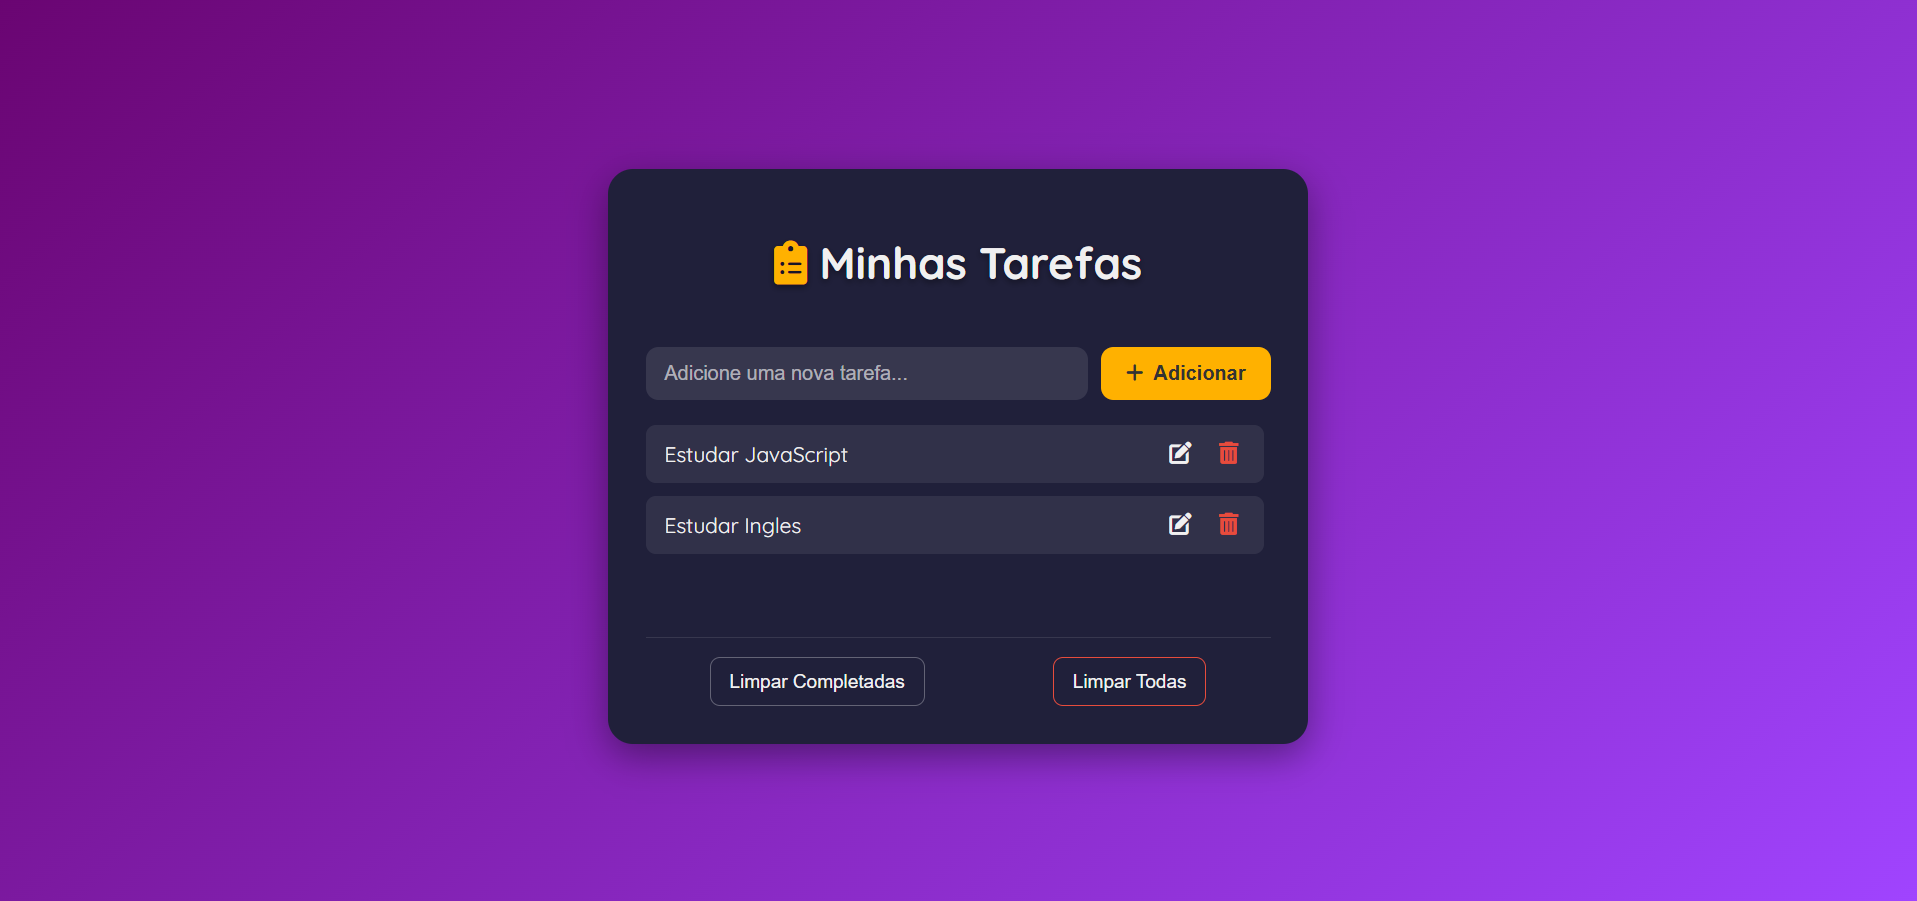 Minhas Tarefas
Adicione uma nova tarefa...
Adicionar
Estudar JavaScript
Estudar Ingles
Limpar Completadas
Limpar Todas